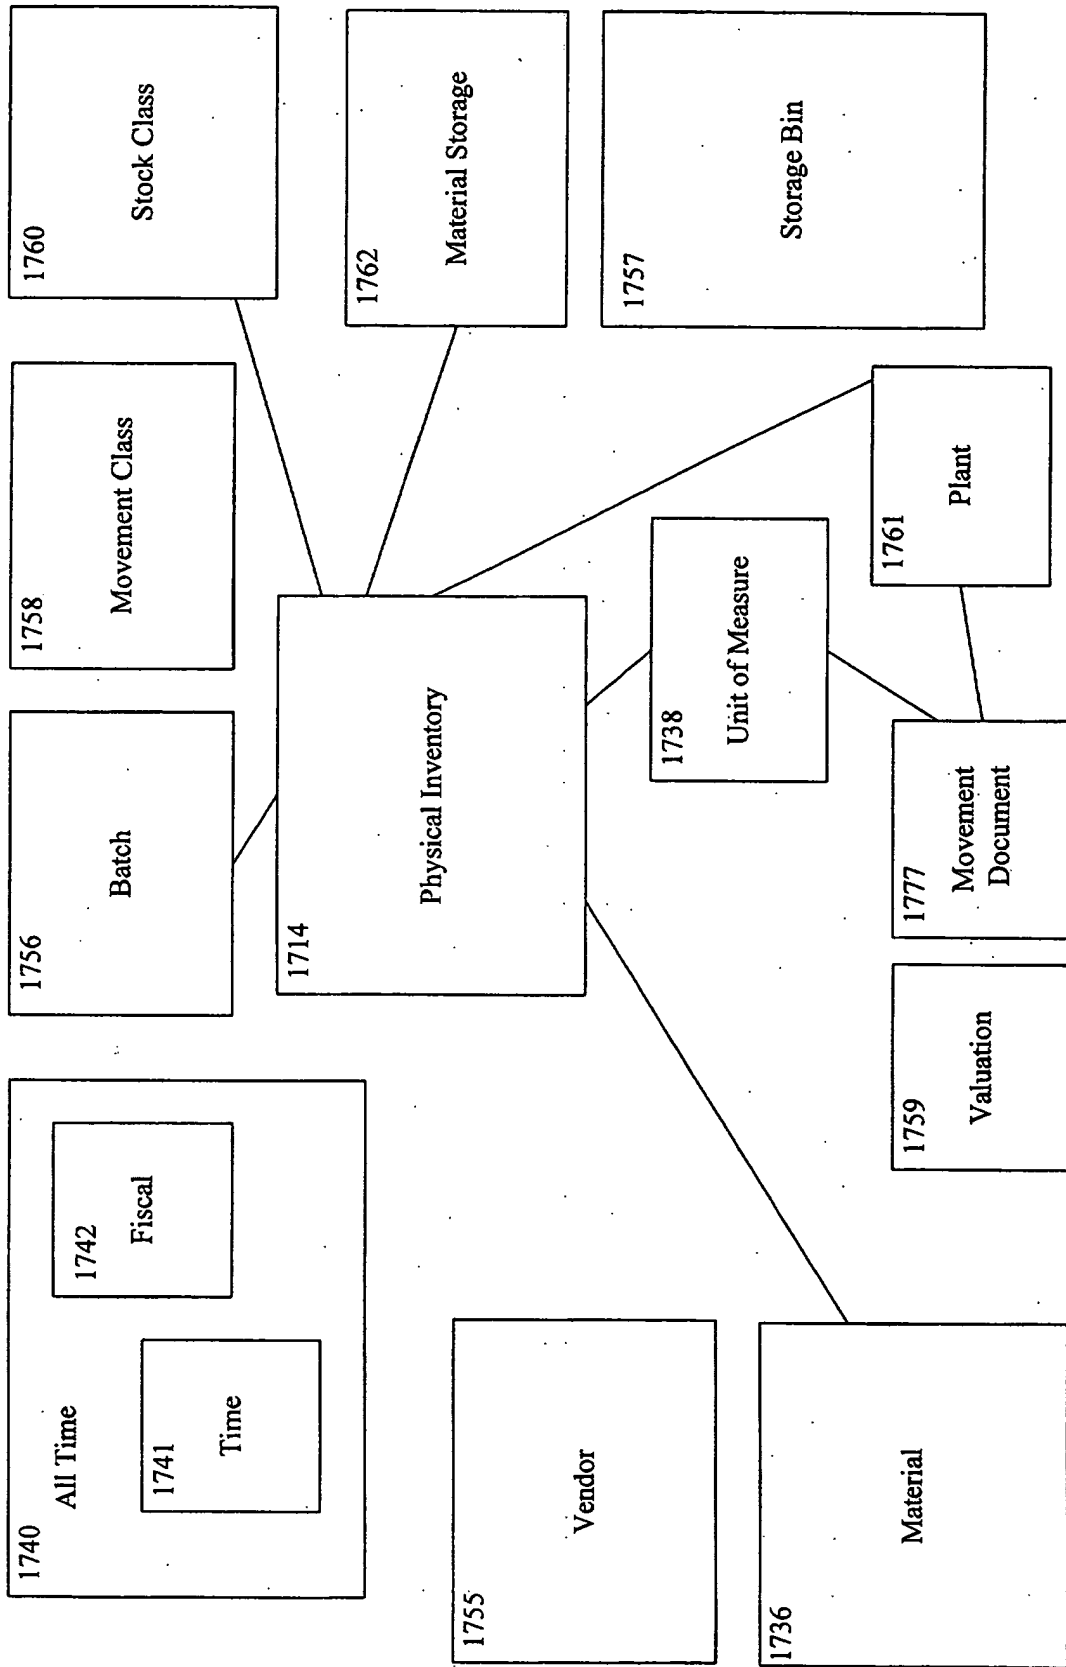 1740
All Time
1742
Fiscal
1741
Time
1756
Batch
1758
Movement Class
1760
Stock Class
1755
Vendor
1714
Physical Inventory
1762
Material Storage
1736
Material
1738
Unit of Measure
1757
Storage Bin
1759
Valuation
1777
Movement
Document
1761
Plant